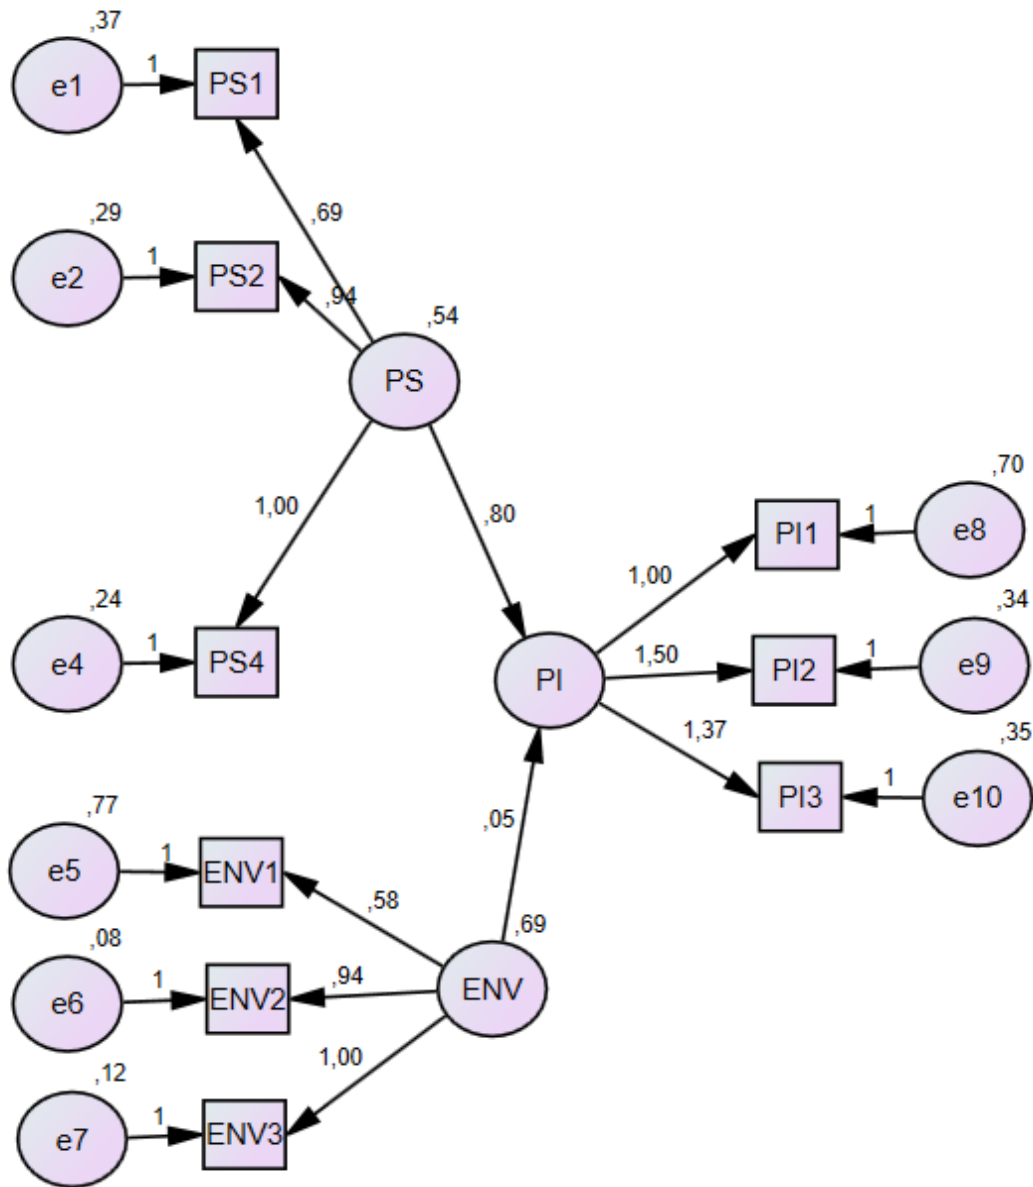 ,37
e1
1
PS1
,69
,29
e2
1
PS2
,94
,54
PS
1,00
,80
,24
e4
1
PS4
,70
PI1
1
e8
1,00
,34
PI
1,50
PI2
1
e9
1,37
,35
PI3
1
e10
,05
,77
e5
1
ENV1
,58
,69
,08
e6
1
ENV2
,94
ENV
1,00
,12
e7
1
ENV3